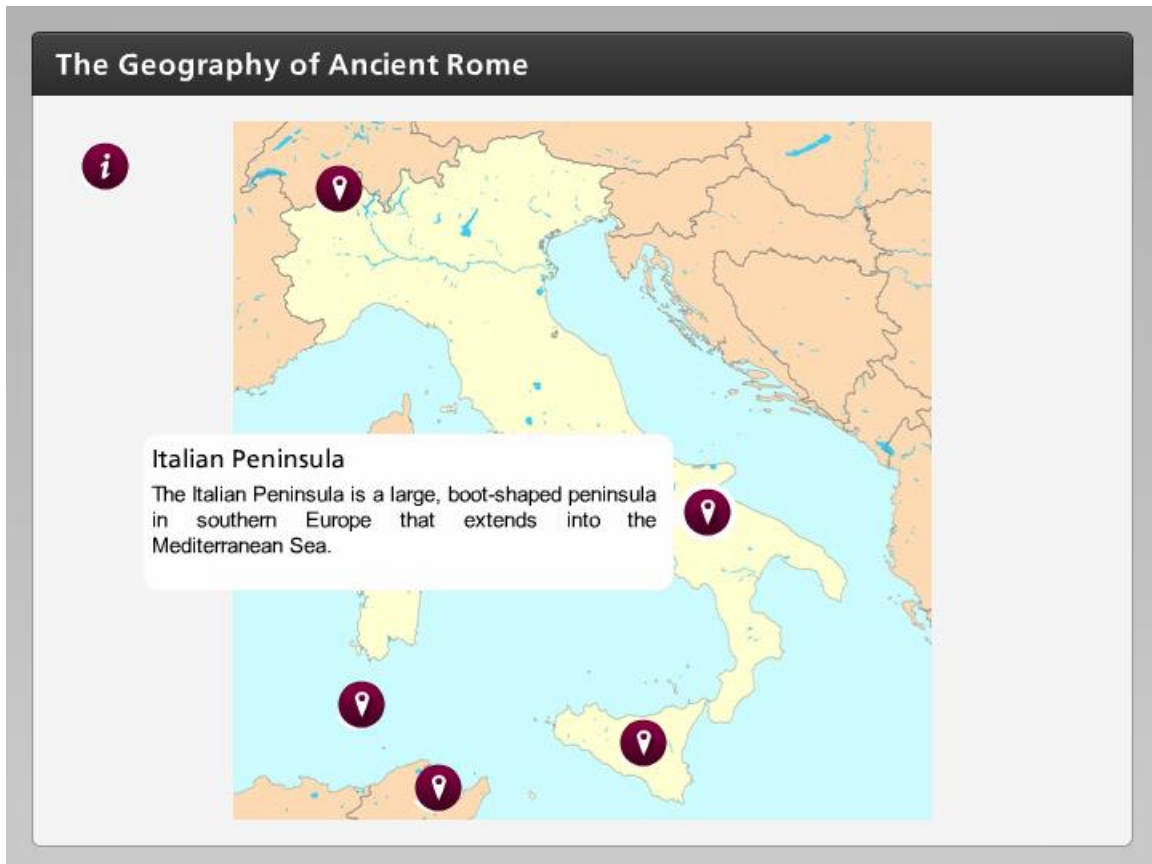 The Geography of Ancient Rome
i
Italian Peninsula
The Italian Peninsula is a large, boot-shaped peninsula
in southern Europe that extends into the
Mediterranean Sea.